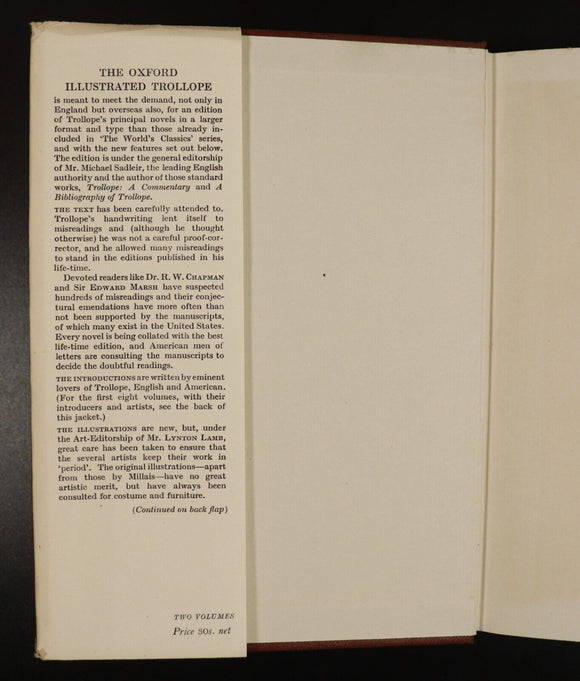 THE OXFORD
ILLUSTRATED TROLLOPE
is meant to meet the demand, not only in
England but overseas also, for an edition
of Trollope's principal novels in a larger
format and type than those already in-
cluded in 'The World's Classics' series,
and with the new features set out below.
The edition is under the general editorship
of Mr. Michael Sadleir, the leading English
authority and the author of those standard
works, Trollope: A Commentary and A
Bibliography of Trollope.
THE TEXT has been carefully attended to.
Trollope's handwriting lent itself to
misreadings and (although he thought
otherwise) he was not a careful proof-cor-
rector, and he allowed many misreadings
to stand in the editions published in his
life-time.
Devoted readers like Dr. R. W. CHAPMAN
and Sir EDWARD MARSH have suspected
hundreds of misreadings and their conjec-
tural emendations have more often than
not been supported by the manuscripts,
of which many exist in the United States.
Every novel is being collated with the best
life-time edition, and American men of
letters are consulting the manuscripts to
decide the doubtful readings.
THE INTRODUCTIONS are written by eminent
lovers of Trollope, English and American.
(For the first eight volumes, with their
introducers and artists, see the back of
this jacket.)
THE ILLUSTRATIONS are new, but, under
the Art-Editorship of Mr. LYNTON LAMB,
great care has been taken to ensure that
the several artists keep their work in
'period'. The original illustrations—apart
from those by Millais—have no great
artistic merit, but have always been
consulted for costume and furniture.
(Continued on back flap)
TWO VOLUMES
Price 30s. net